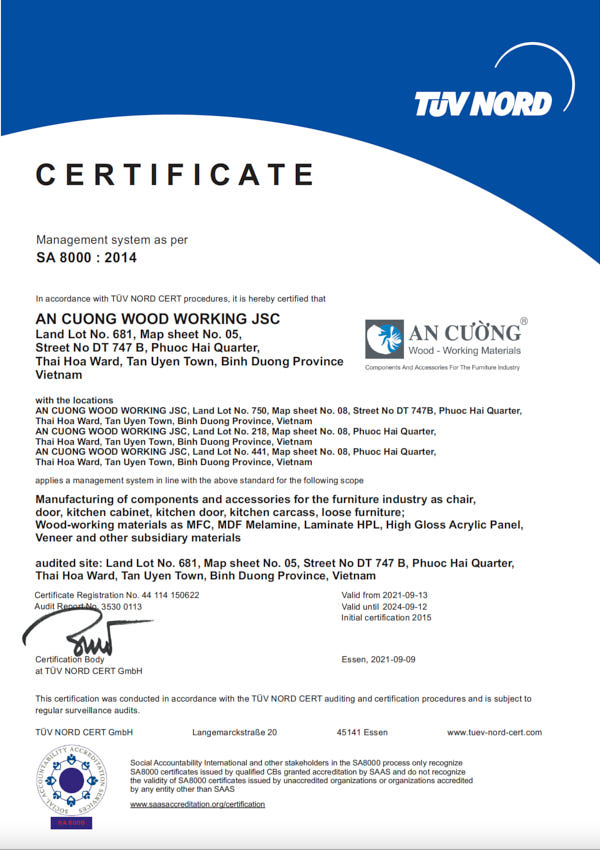 TÜV NORD
CERTIFICATE
Management system as per
SA 8000 : 2014
In accordance with TÜV NORD CERT procedures, it is hereby certified that
AN CUONG WOOD WORKING JSC
Land Lot No. 681, Map sheet No. 05,
Street No DT 747 B, Phuoc Hai Quarter,
Thai Hoa Ward, Tan Uyen Town, Binh Duong Province
Vietnam
AN CƯỜNG®
Wood - Working Materials
Components And Accessories For The Furniture Industry
with the locations
AN CUONG WOOD WORKING JSC, Land Lot No. 750, Map sheet No. 08, Street No DT 747B, Phuoc Hai Quarter,
Thai Hoa Ward, Tan Uyen Town, Binh Duong Province, Vietnam
AN CUONG WOOD WORKING JSC, Land Lot No. 218, Map sheet No. 08, Phuoc Hai Quarter,
Thai Hoa Ward, Tan Uyen Town, Binh Duong Province, Vietnam
AN CUONG WOOD WORKING JSC, Land Lot No. 441, Map sheet No. 08, Phuoc Hai Quarter,
Thai Hoa Ward, Tan Uyen Town, Binh Duong Province, Vietnam
applies a management system in line with the above standard for the following scope
Manufacturing of components and accessories for the furniture industry as chair,
door, kitchen cabinet, kitchen door, kitchen carcass, loose furniture;
Wood-working materials as MFC, MDF Melamine, Laminate HPL, High Gloss Acrylic Panel,
Veneer and other subsidiary materials
audited site: Land Lot No. 681, Map sheet No. 05, Street No DT 747 B, Phuoc Hai Quarter,
Thai Hoa Ward, Tan Uyen Town, Binh Duong Province, Vietnam
Certificate Registration No. 44 114 150622
Audit Report No. 3530 0113
Valid from 2021-09-13
Valid until 2024-09-12
Initial certification 2015
Certification Body
at TÜV NORD CERT GmbH
Essen, 2021-09-09
This certification was conducted in accordance with the TÜV NORD CERT auditing and certification procedures and is subject to
regular surveillance audits.
TÜV NORD CERT GmbH Langemarckstraße 20 45141 Essen www.tuev-nord-cert.com
SOCIAL ACCOUNTABILITY ACCREDITATION SERVICES
SA 8000
Social Accountability International and other stakeholders in the SA8000 process only recognize
SA8000 certificates issued by qualified CBs granted accreditation by SAAS and do not recognize
the validity of SA8000 certificates issued by unaccredited organizations or organizations accredited
by any entity other than SAAS
www.saasaccreditation.org/certification